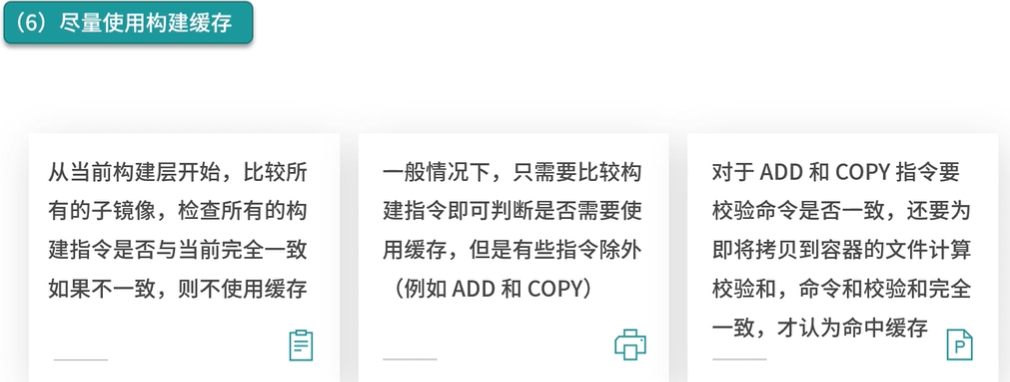 （6）尽量使用构建缓存
从当前构建层开始，比较所
有的子镜像，检查所有的构
建指令是否与当前完全一致
如果不一致，则不使用缓存
一般情况下，只需要比较构
建指令即可判断是否需要使
用缓存，但是有些指令除外
（例如 ADD 和 COPY）
对于 ADD 和 COPY 指令要
校验命令是否一致，还要为
即将拷贝到容器的文件计算
校验和，命令和校验和完全
一致，才认为命中缓存
P